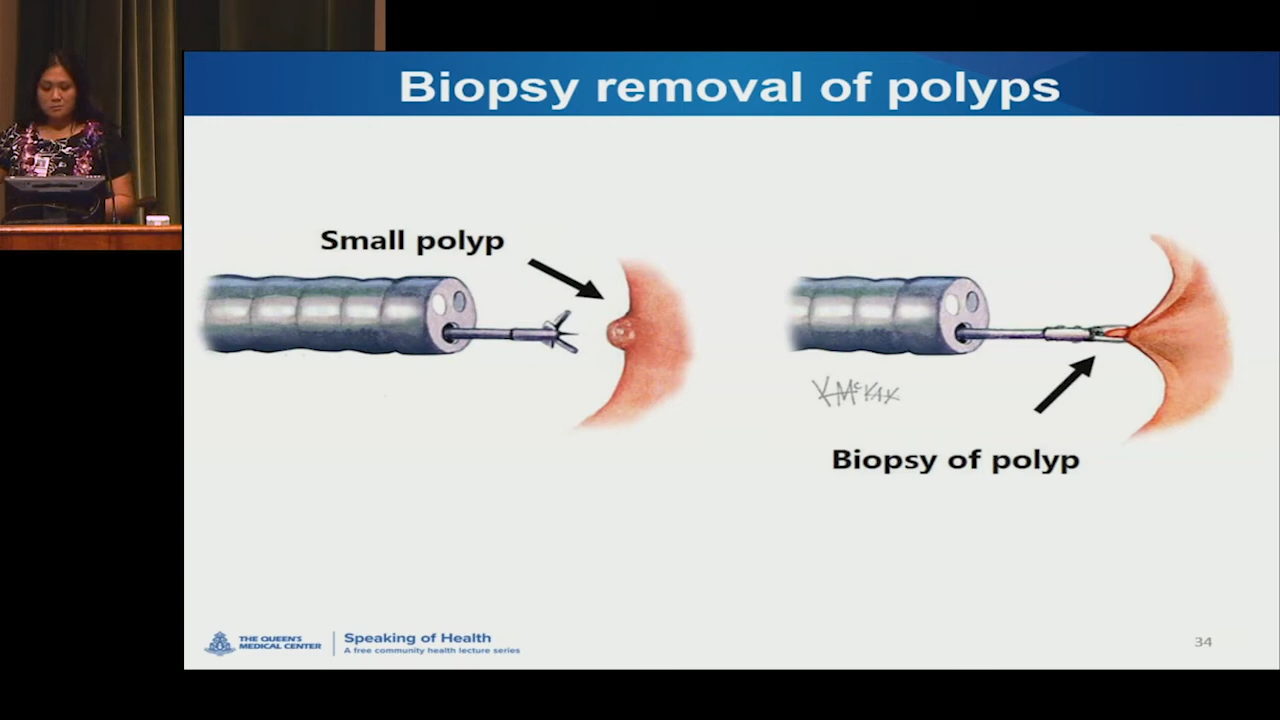 Biopsy removal of polyps
Small polyp
K McKAY
Biopsy of polyp
THE QUEEN'S
MEDICAL CENTER
Speaking of Health
A free community health lecture series
34